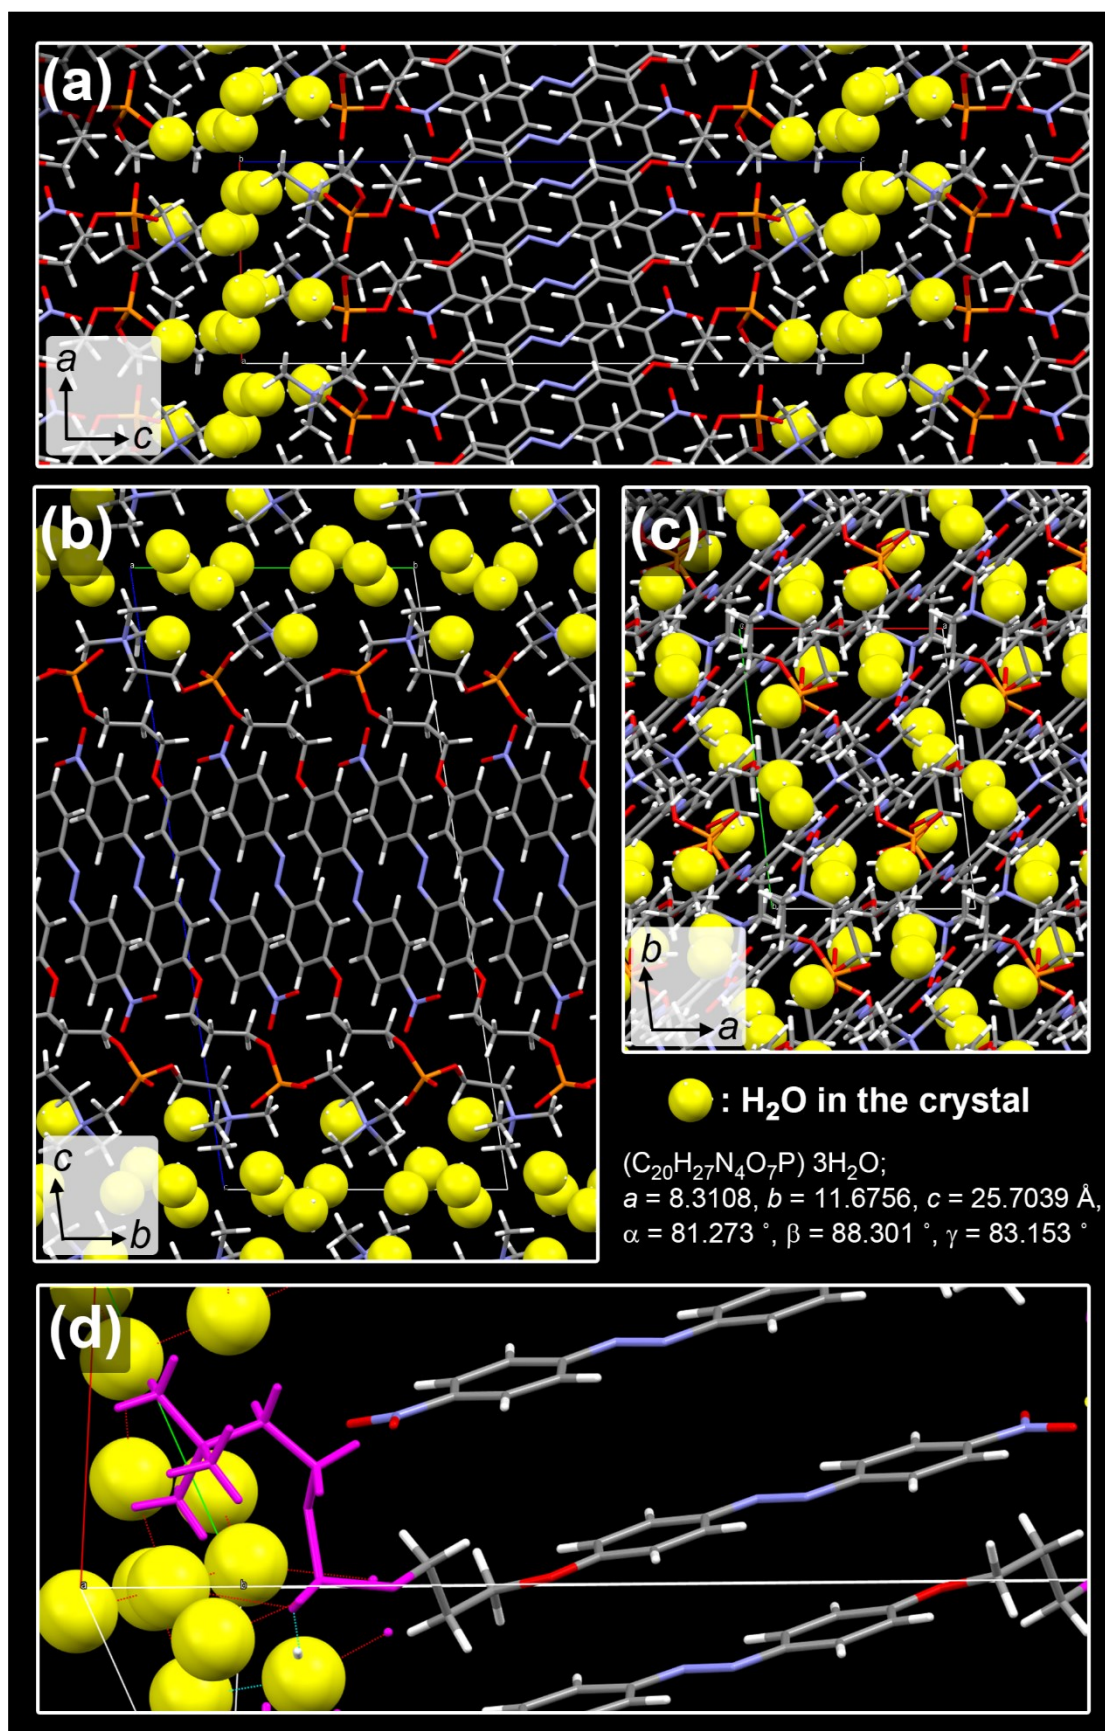 (a)
b
c
a
a
c
(b)
a
b
c
c
b
(c)
c
a
b
b
a
: H₂O in the crystal
(C₂₀H₂₇N₄O₇P) 3H₂O;
a = 8.3108, b = 11.6756, c = 25.7039 Å,
α = 81.273 °, β = 88.301 °, γ = 83.153 °
(d)
a